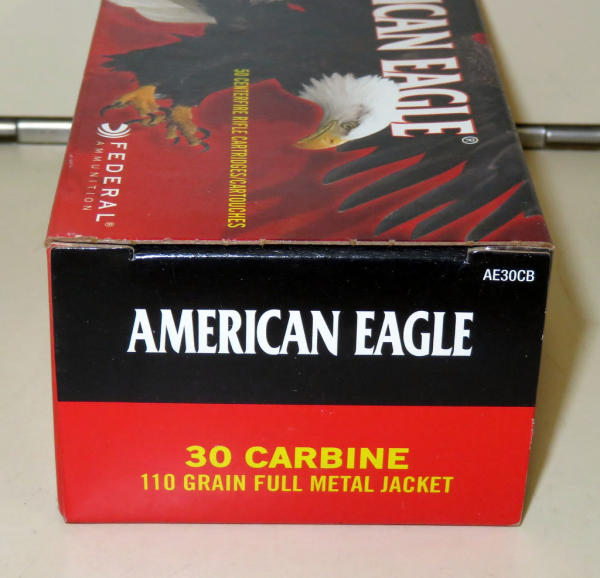 ICAN EAGLE®
50 CENTERFIRE RIFLE CARTRIDGES/CARTOUCHES
FEDERAL®
AMMUNITION
AE30CB
AMERICAN EAGLE
30 CARBINE
110 GRAIN FULL METAL JACKET